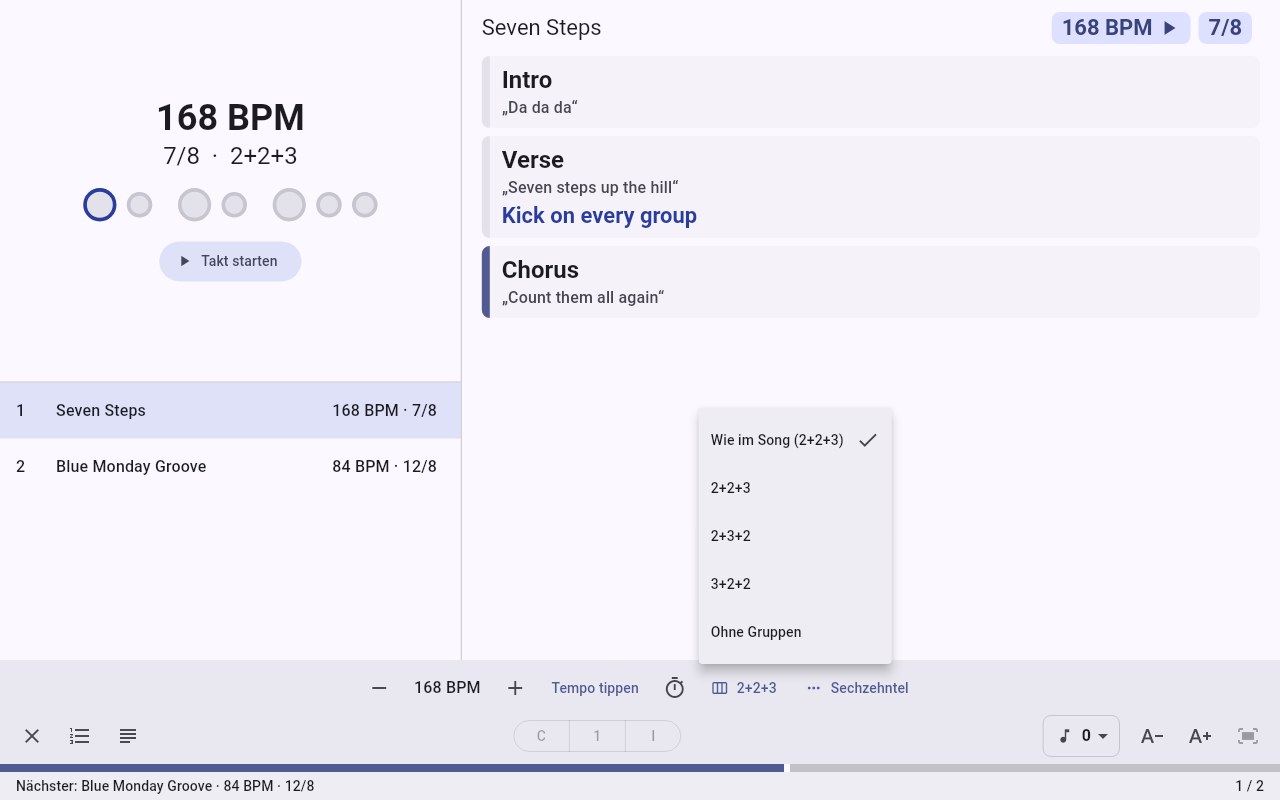 168 BPM
7/8 · 2+2+3
Takt starten
1 Seven Steps 168 BPM · 7/8
2 Blue Monday Groove 84 BPM · 12/8
Seven Steps
168 BPM
7/8
Intro
„Da da da“
Verse
„Seven steps up the hill“
Kick on every group
Chorus
„Count them all again“
Wie im Song (2+2+3)
2+2+3
2+3+2
3+2+2
Ohne Gruppen
168 BPM
Tempo tippen
2+2+3
Sechzehntel
C 1 I
0
A−
A+
Nächster: Blue Monday Groove · 84 BPM · 12/8
1 / 2